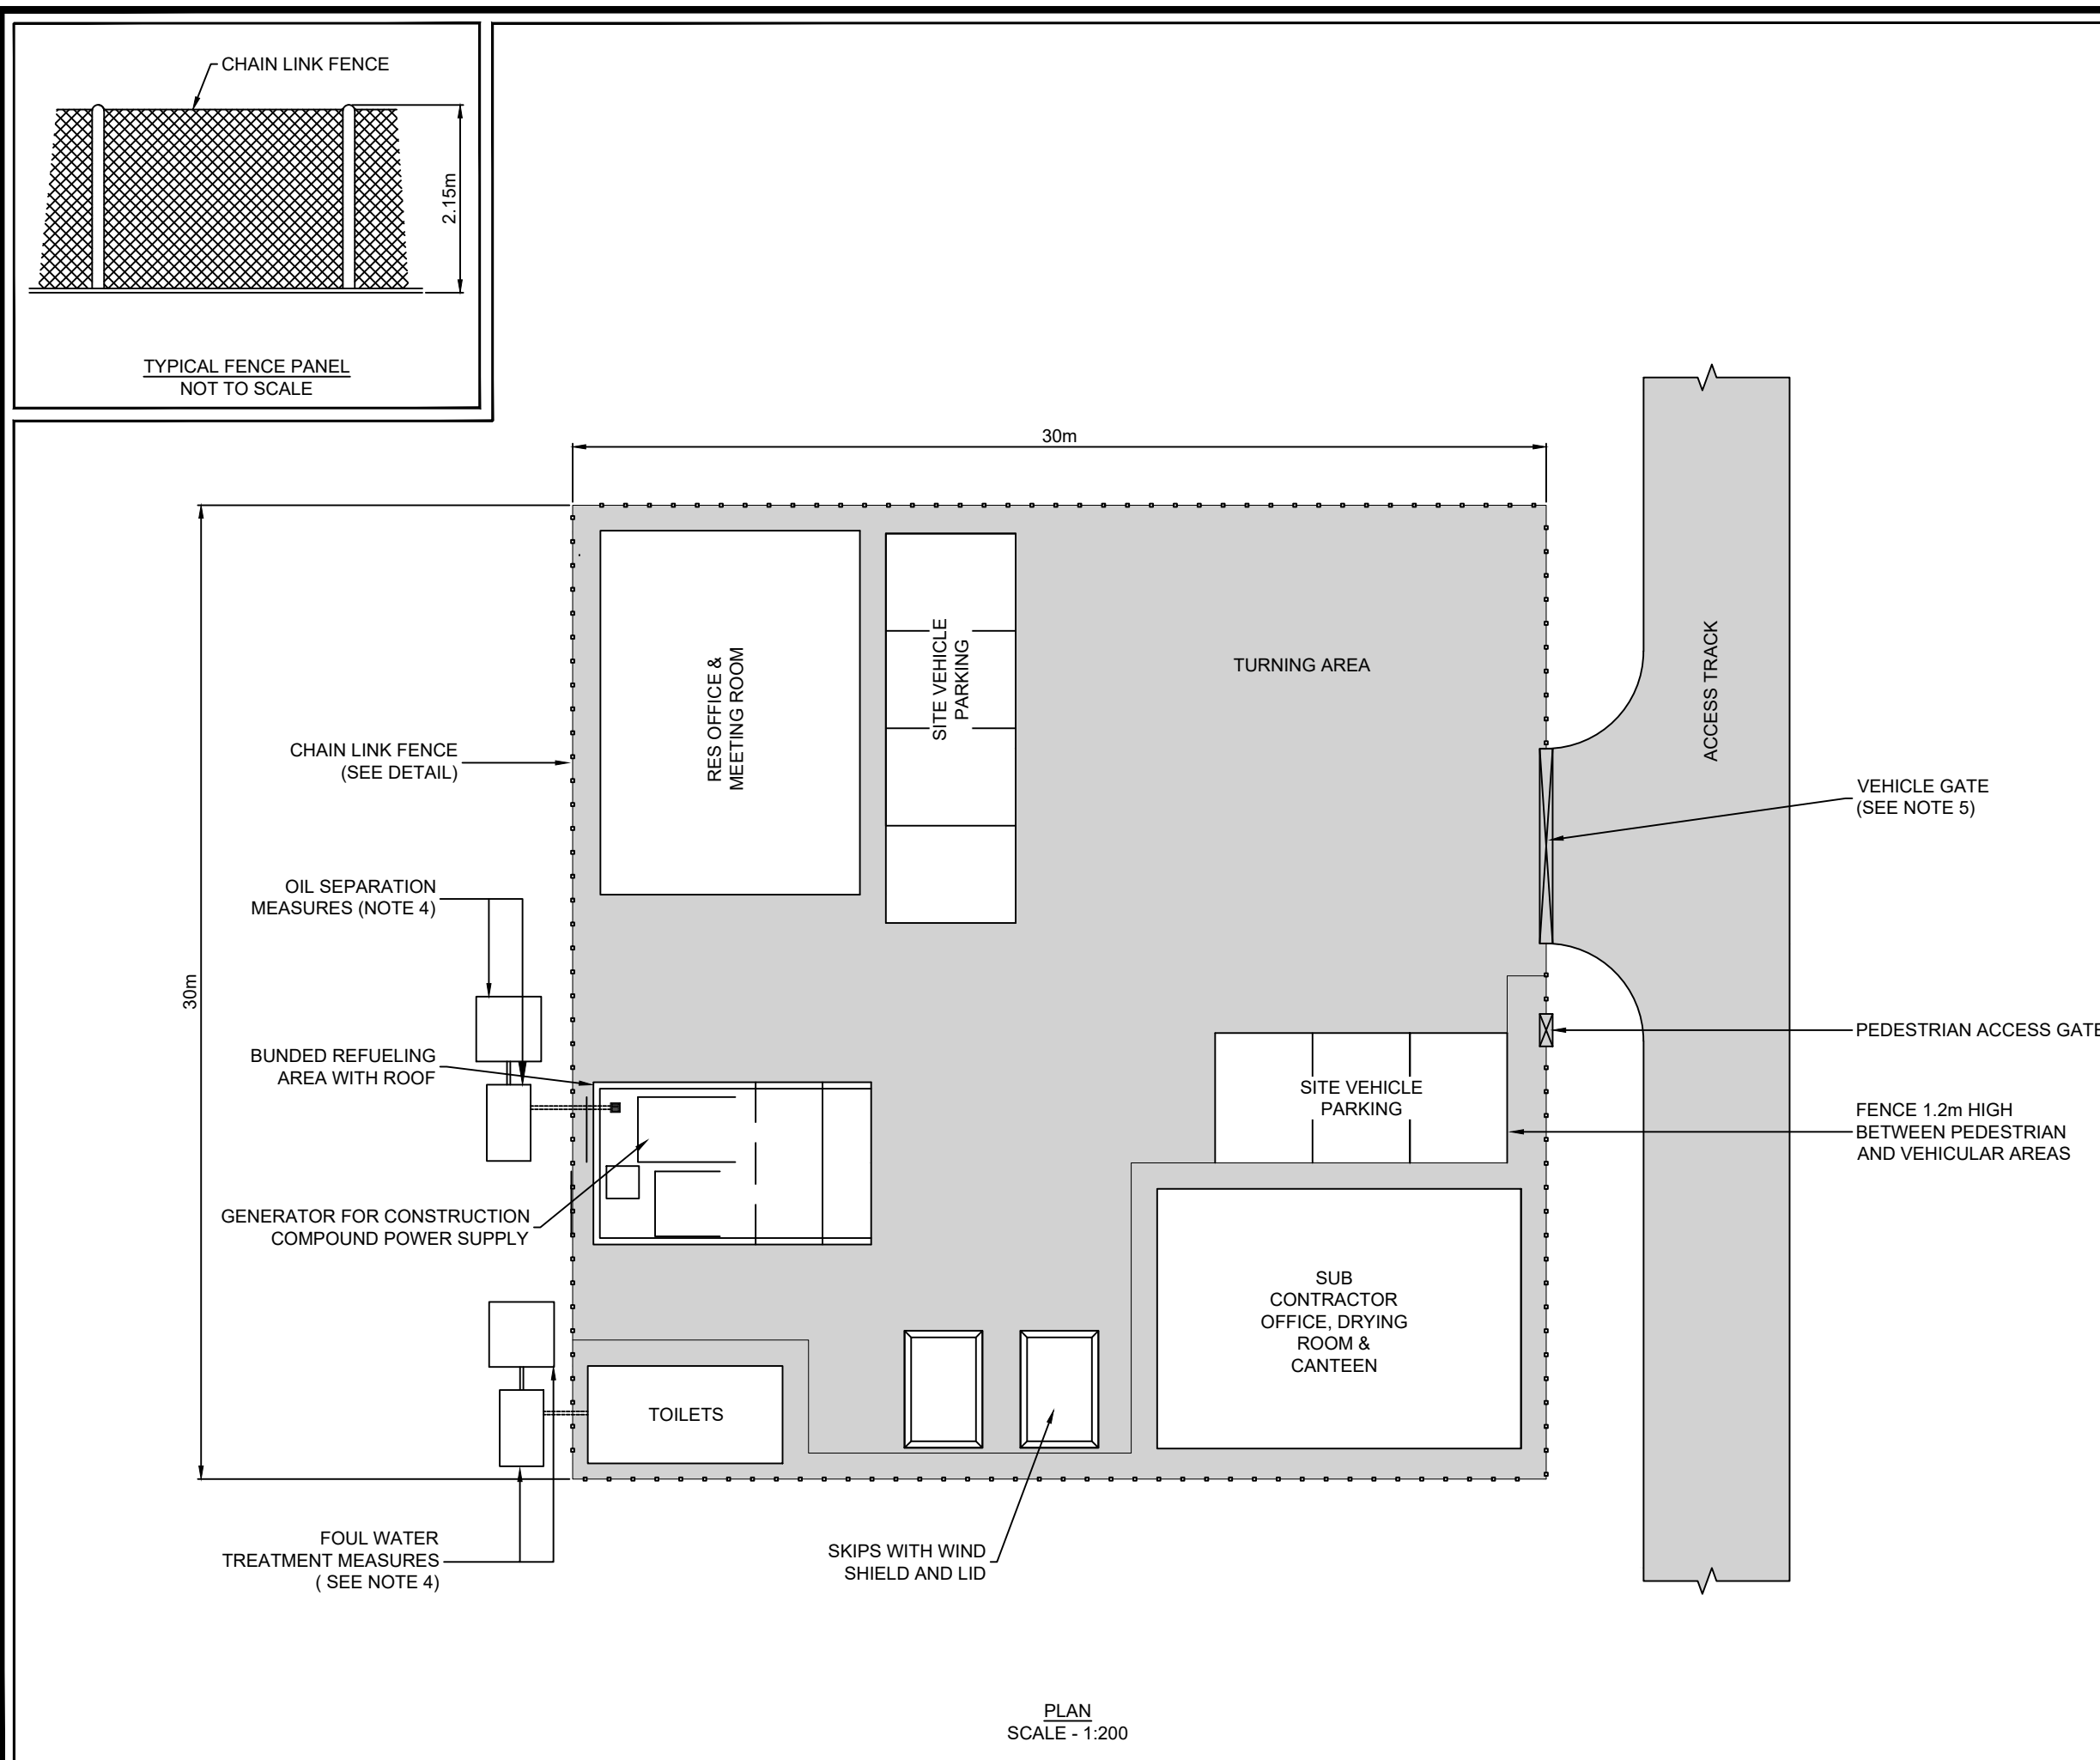 CHAIN LINK FENCE
2.15m
TYPICAL FENCE PANEL
NOT TO SCALE
30m
30m
RES OFFICE &
MEETING ROOM
SITE VEHICLE
PARKING
TURNING AREA
ACCESS TRACK
CHAIN LINK FENCE
(SEE DETAIL)
VEHICLE GATE
(SEE NOTE 5)
OIL SEPARATION
MEASURES (NOTE 4)
PEDESTRIAN ACCESS GATE
BUNDED REFUELING
AREA WITH ROOF
SITE VEHICLE
PARKING
FENCE 1.2m HIGH
BETWEEN PEDESTRIAN
AND VEHICULAR AREAS
GENERATOR FOR CONSTRUCTION
COMPOUND POWER SUPPLY
SUB
CONTRACTOR
OFFICE, DRYING
ROOM &
CANTEEN
TOILETS
FOUL WATER
TREATMENT MEASURES
( SEE NOTE 4)
SKIPS WITH WIND
SHIELD AND LID
PLAN
SCALE - 1:200